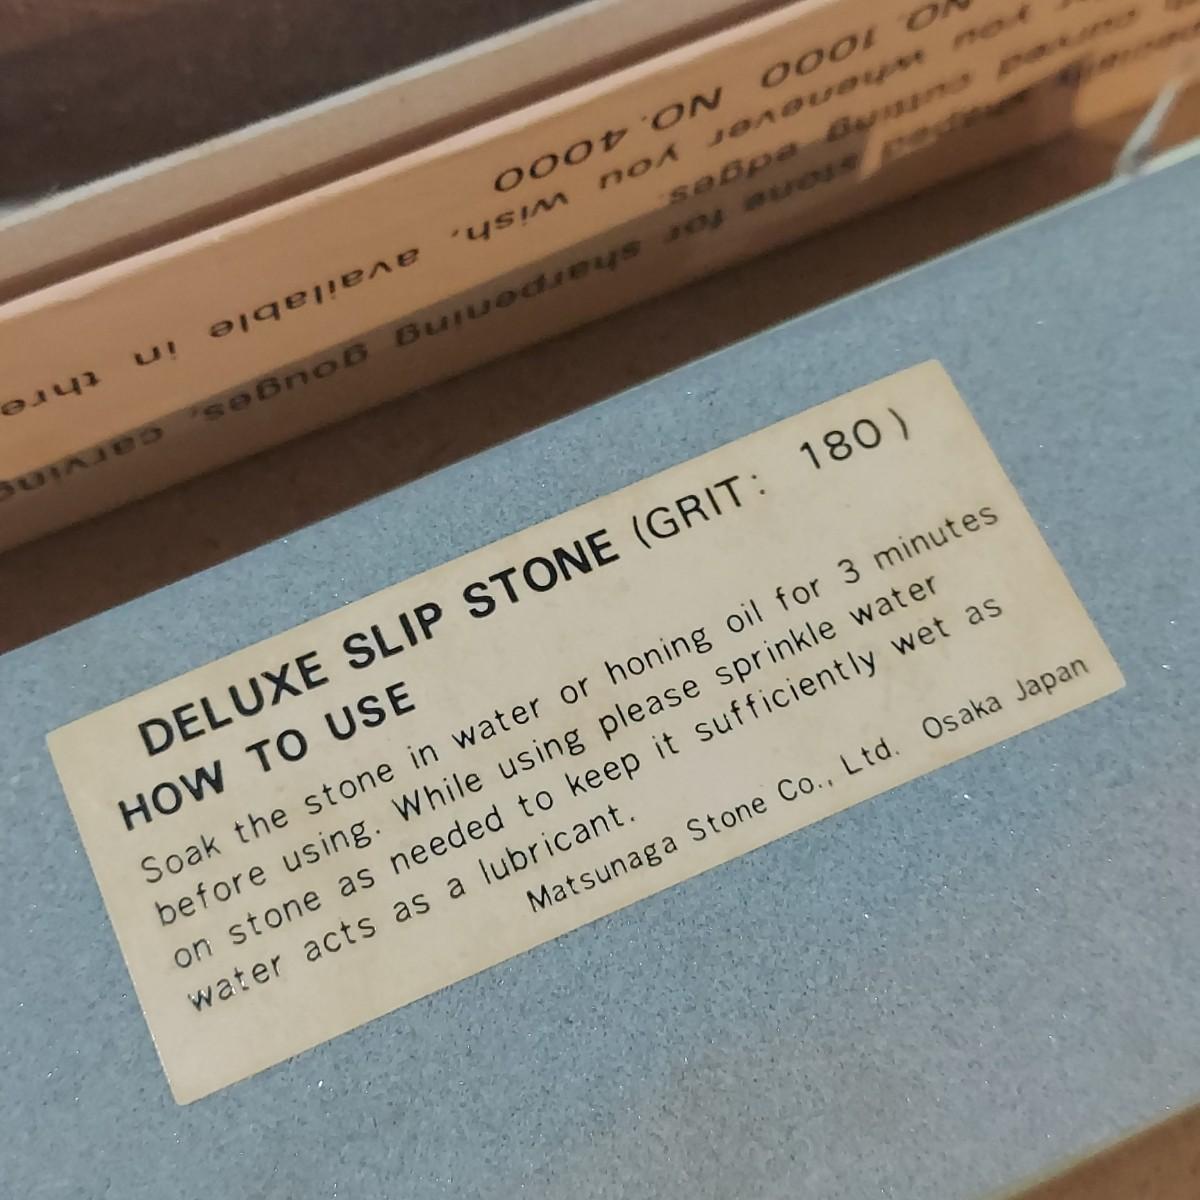 stone for sharpening gouges,
cutting edges.
you whenever you wish, available in
NO. 1000 NO. 4000
DELUXE SLIP STONE (GRIT: 180)
HOW TO USE
Soak the stone in water or honing oil for 3 minutes
before using. While using please sprinkle water
on stone as needed to keep it sufficiently wet as
water acts as a lubricant.
Matsunaga Stone Co., Ltd. Osaka Japan